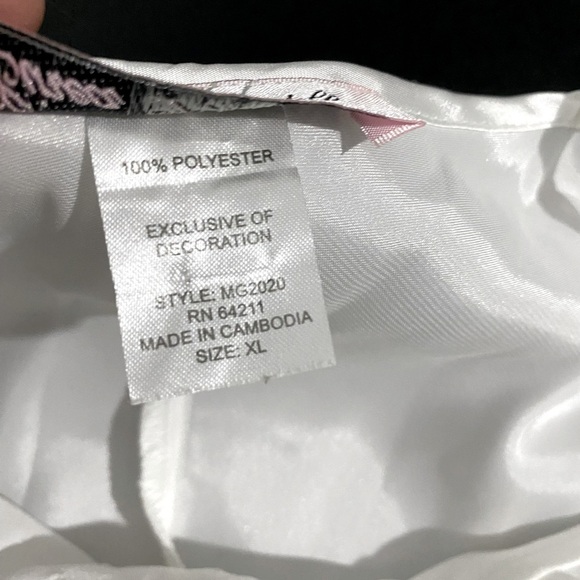 100% POLYESTER
EXCLUSIVE OF
DECORATION
STYLE: MG2020
RN 64211
MADE IN CAMBODIA
SIZE: XL